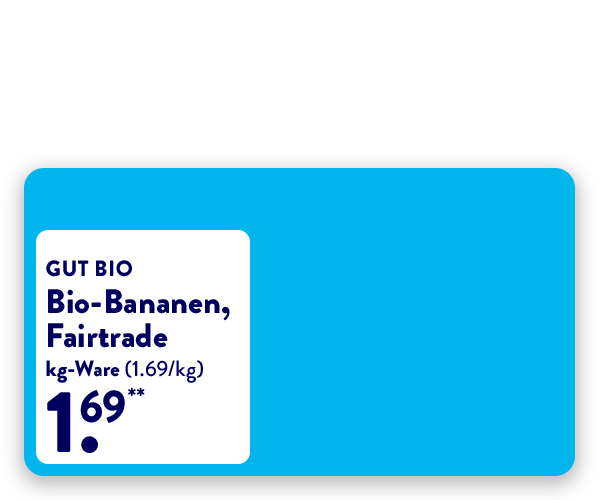 GUT BIO
Bio-Bananen,
Fairtrade
kg-Ware (1.69/kg)
1.69**